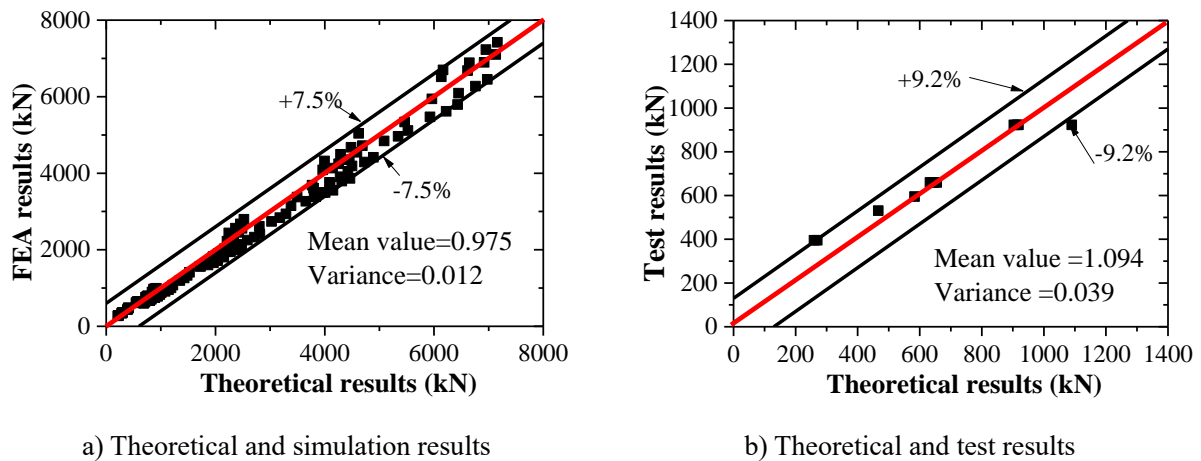 8000
6000
4000
2000
0
FEA results (kN)
+7.5%
-7.5%
Mean value=0.975
Variance=0.012
0 2000 4000 6000 8000
Theoretical results (kN)
a) Theoretical and simulation results
1400
1200
1000
800
600
400
200
0
Test results (kN)
+9.2%
-9.2%
Mean value =1.094
Variance =0.039
0 200 400 600 800 1000 1200 1400
Theoretical results (kN)
b) Theoretical and test results